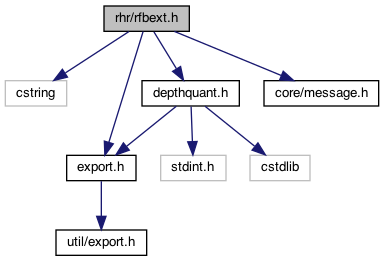 rhr/rfbext.h
cstring
depthquant.h
core/message.h
export.h
stdint.h
cstdlib
util/export.h